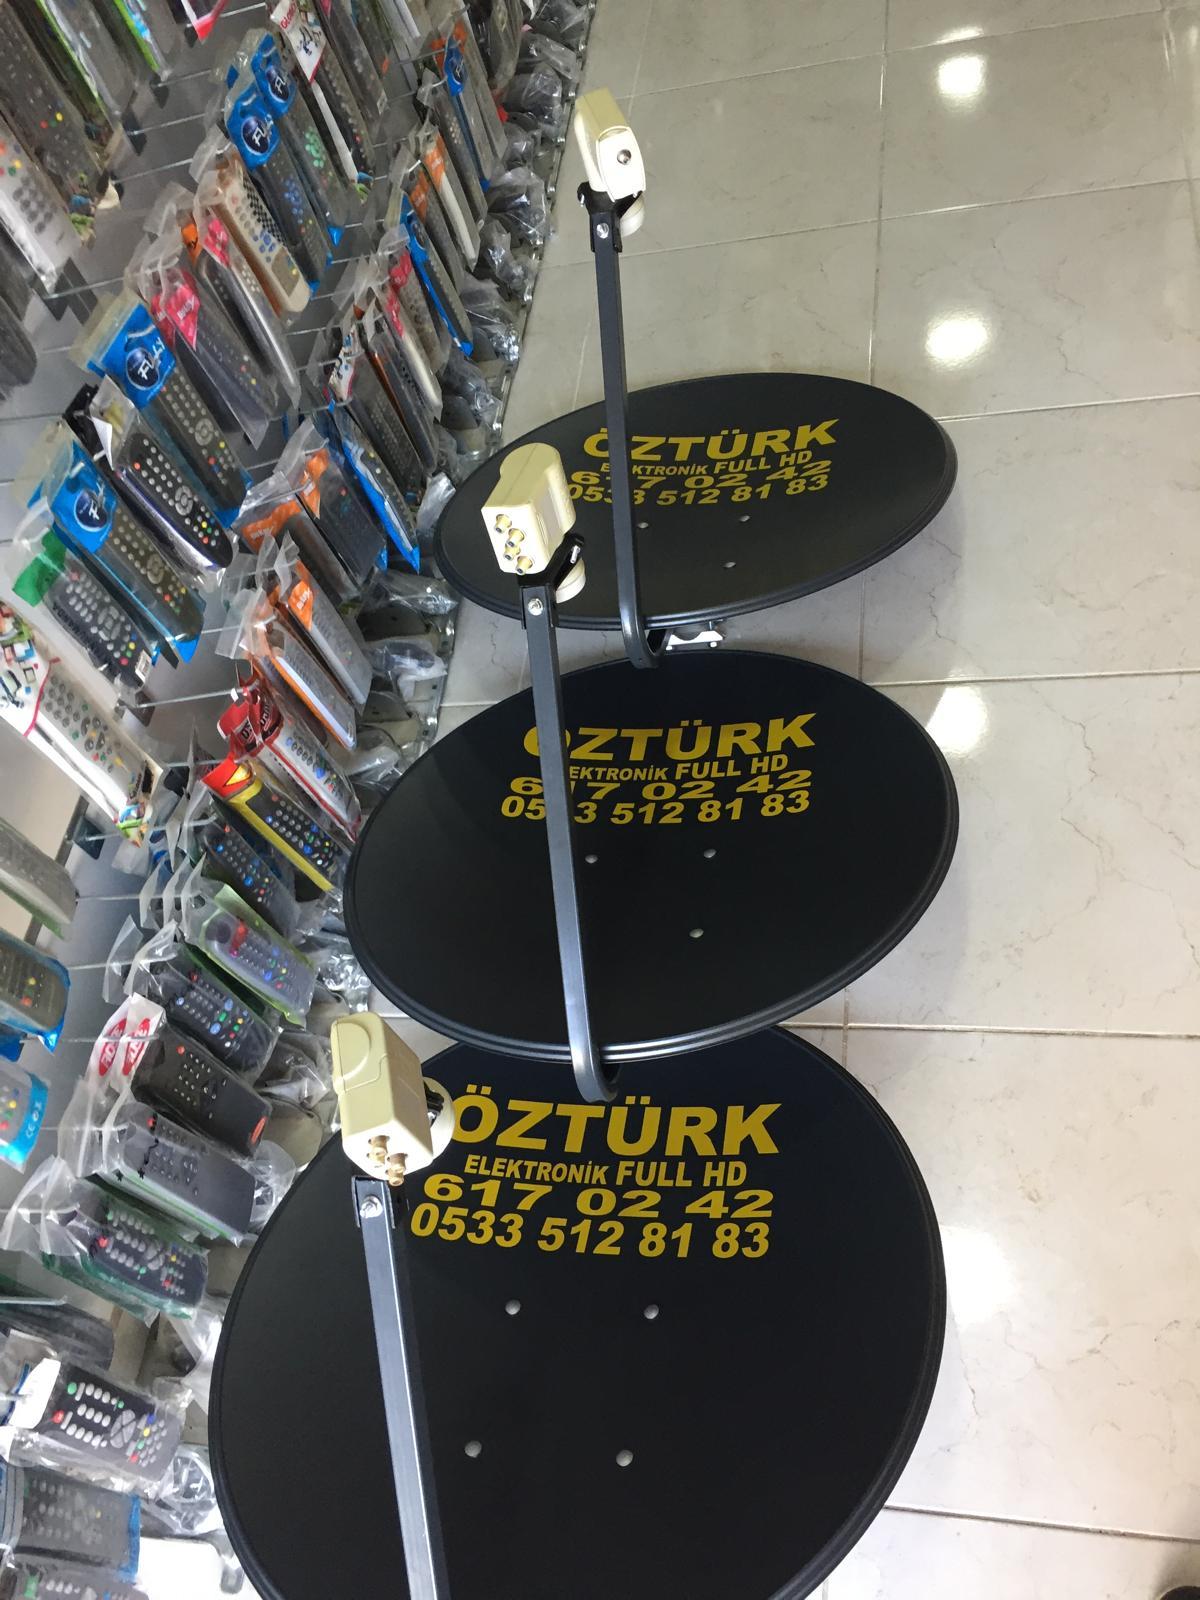 ÖZTÜRK
ELEKTRONİK FULL HD
617 02 42
0533 512 81 83
ÖZTÜRK
ELEKTRONİK FULL HD
617 02 42
0533 512 81 83
ÖZTÜRK
ELEKTRONİK FULL HD
617 02 42
0533 512 81 83